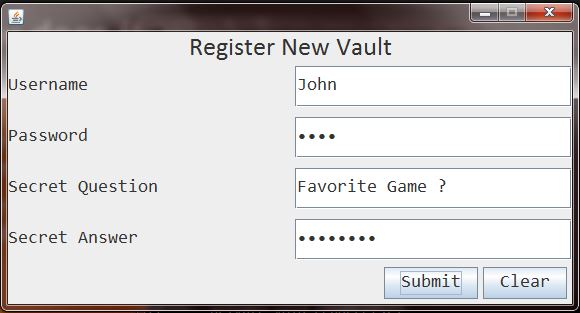 Register New Vault
Username John
Password ••••
Secret Question Favorite Game ?
Secret Answer ••••••••
Submit Clear